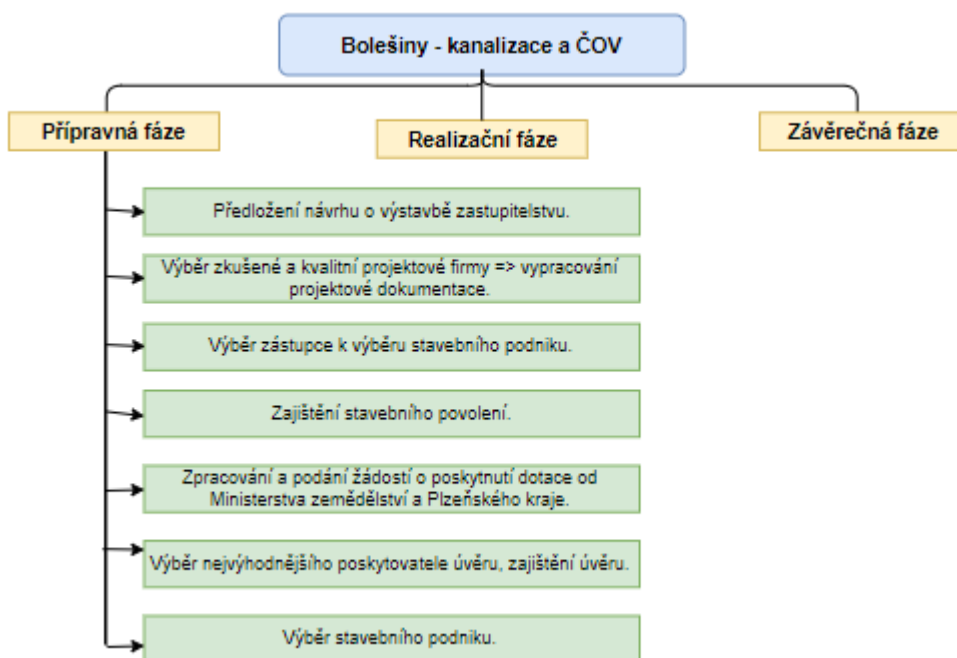 Bolešiny - kanalizace a ČOV
Přípravná fáze
Realizační fáze
Závěrečná fáze
Předložení návrhu o výstavbě zastupitelstvu.
Výběr zkušené a kvalitní projektové firmy => vypracování
projektové dokumentace.
Výběr zástupce k výběru stavebního podniku.
Zajištění stavebního povolení.
Zpracování a podání žádostí o poskytnutí dotace od
Ministerstva zemědělství a Plzeňského kraje.
Výběr nejvýhodnějšího poskytovatele úvěru, zajištění úvěru.
Výběr stavebního podniku.